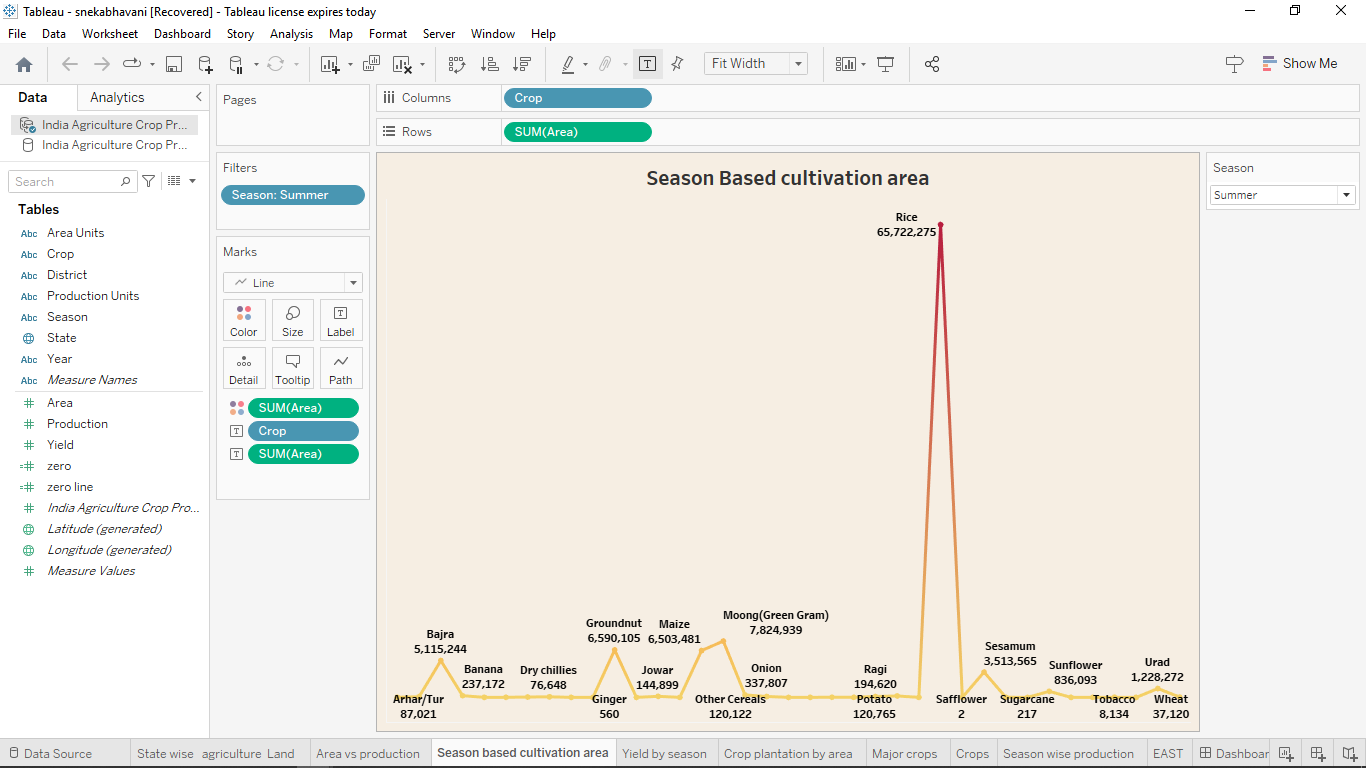 Tableau - snekabhavani [Recovered] - Tableau license expires today
File Data Worksheet Dashboard Story Analysis Map Format Server Window Help
Fit Width
Show Me
Data Analytics
India Agriculture Crop Pr...
India Agriculture Crop Pr...
Search
Tables
Abc Area Units
Abc Crop
Abc District
Abc Production Units
Abc Season
State
Abc Year
Abc Measure Names
Area
Production
Yield
zero
zero line
India Agriculture Crop Pro...
Latitude (generated)
Longitude (generated)
Measure Values
Pages
Filters
Season: Summer
Marks
Line
Color Size Label
Detail Tooltip Path
SUM(Area)
Crop
SUM(Area)
Columns Crop
Rows SUM(Area)
Season Based cultivation area
Rice
65,722,275
Bajra
5,115,244
Banana
237,172
Dry chillies
76,648
Groundnut
6,590,105
Maize
6,503,481
Jowar
144,899
Moong(Green Gram)
7,824,939
Onion
337,807
Ragi
194,620
Sesamum
3,513,565
Sunflower
836,093
Urad
1,228,272
Arhar/Tur
87,021
Ginger
560
Other Cereals
120,122
Potato
120,765
Safflower
2
Sugarcane
217
Tobacco
8,134
Wheat
37,120
Season
Summer
Data Source State wise agriculture Land Area vs production Season based cultivation area Yield by season Crop plantation by area Major crops Crops Season wise production EAST Dashboar